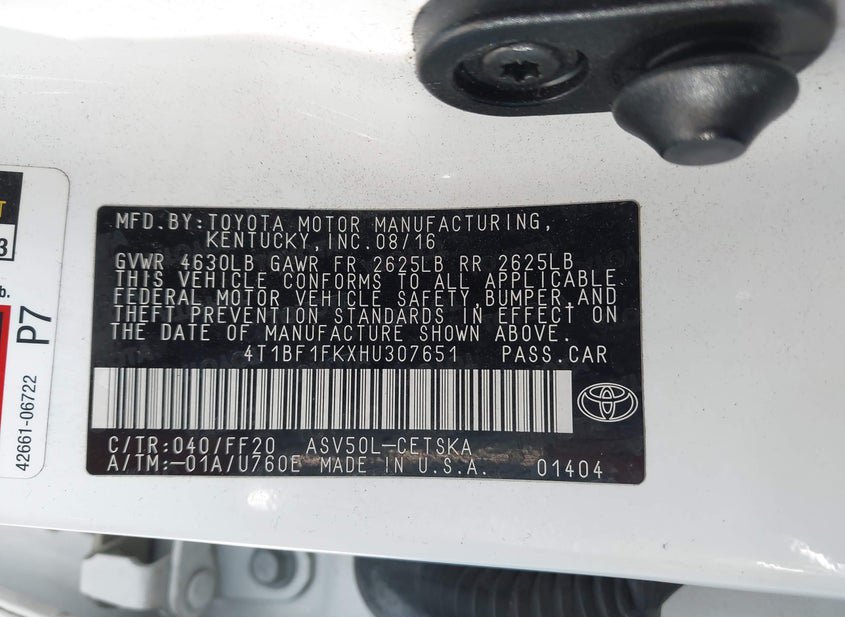 MFD.BY:TOYOTA MOTOR MANUFACTURING,
KENTUCKY,INC.08/16
GVWR 4630LB GAWR FR 2625LB RR 2625LB
THIS VEHICLE CONFORMS TO ALL APPLICABLE
FEDERAL MOTOR VEHICLE SAFETY,BUMPER,AND
THEFT PREVENTION STANDARDS IN EFFECT ON
THE DATE OF MANUFACTURE SHOWN ABOVE.
4T1BF1FKXHU307651 PASS.CAR
C/TR:040/FF20 ASV50L-CETSKA
A/TM:-01A/U760E MADE IN U.S.A. 01404
T
3
b.
P7
42661-06722